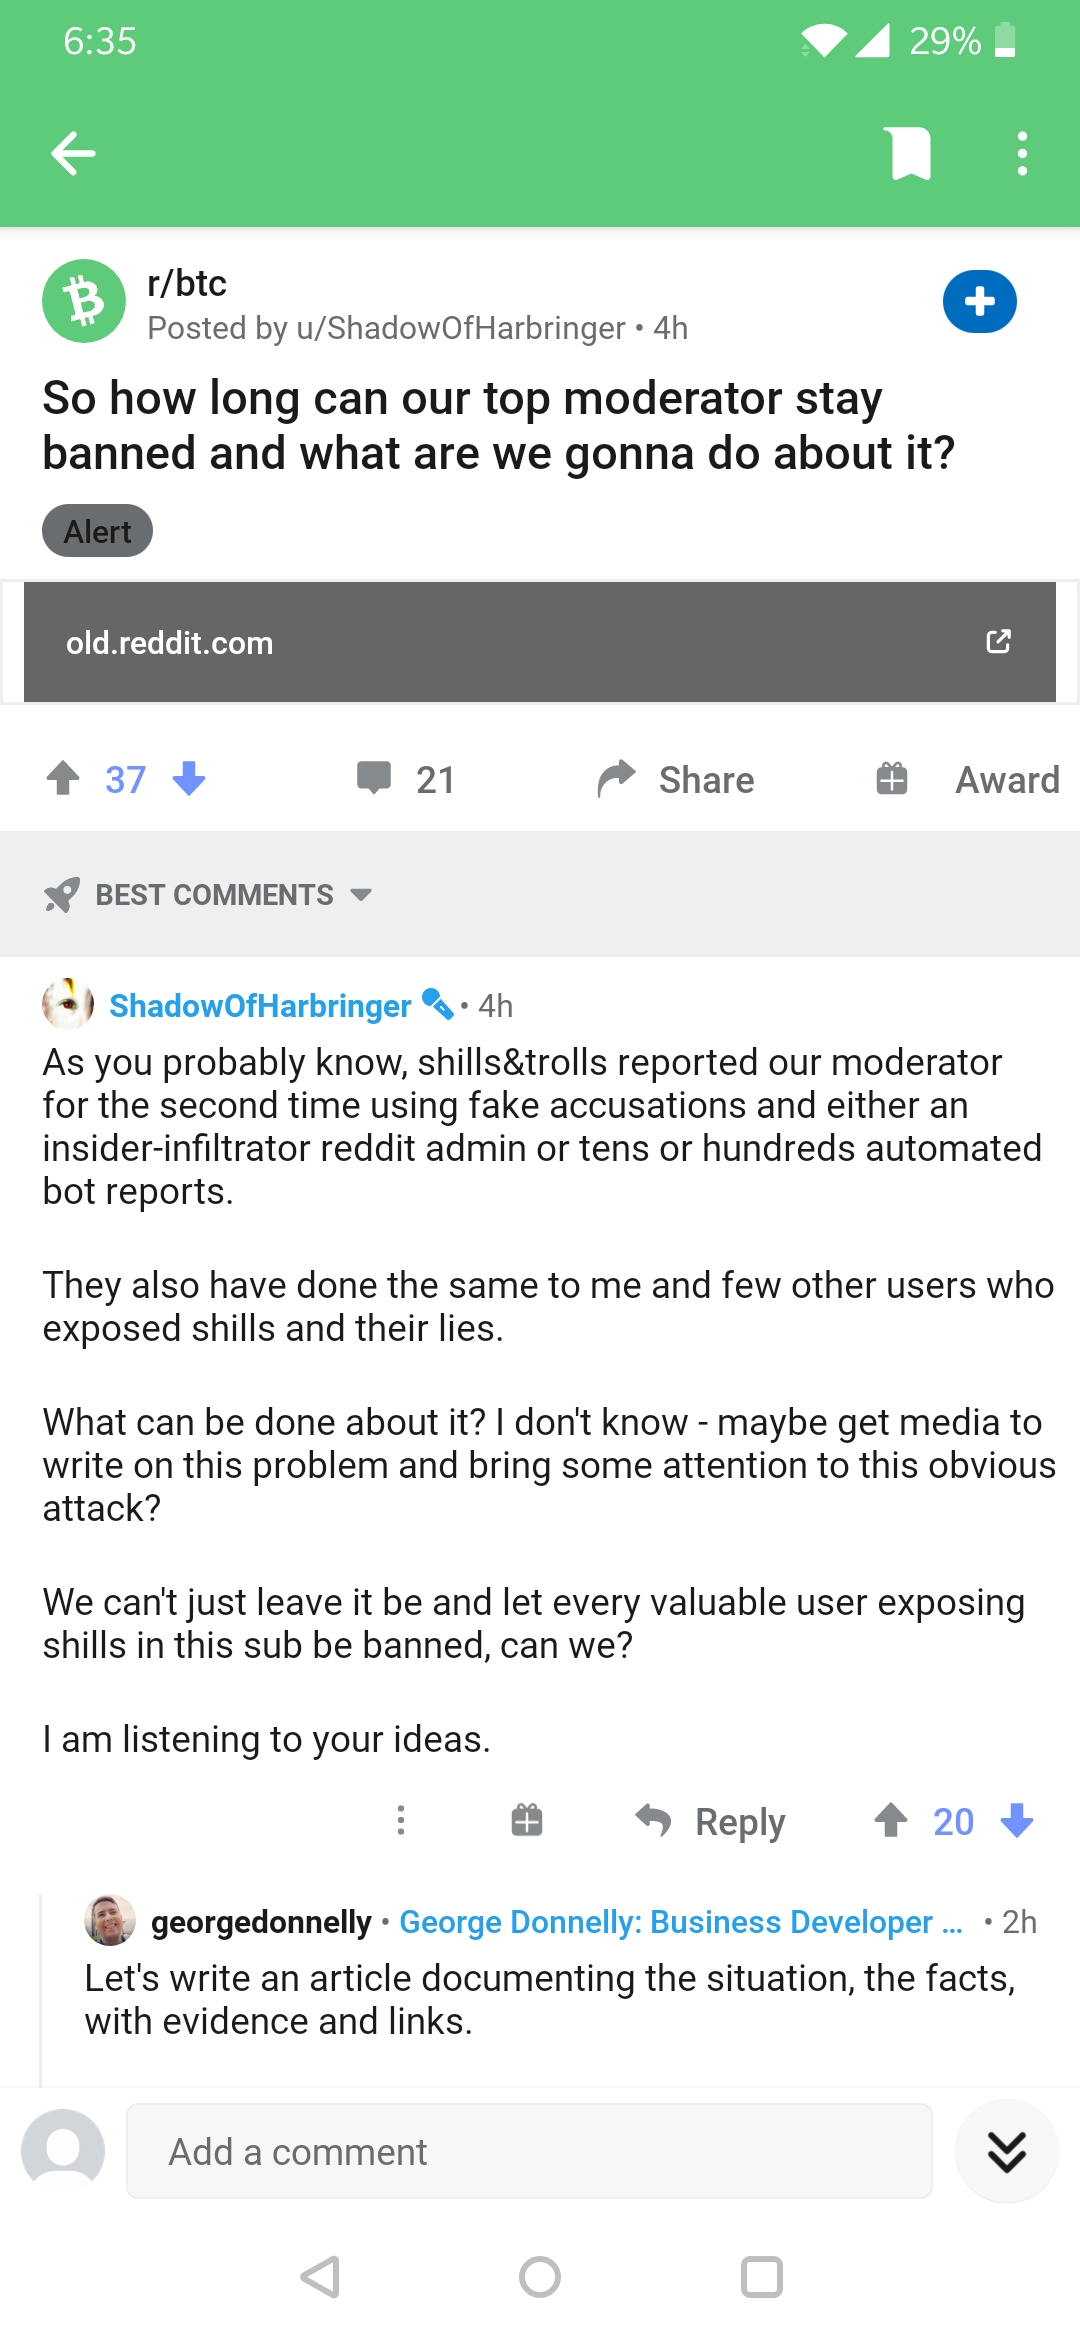 6:35
29%
r/btc
Posted by u/ShadowOfHarbringer • 4h
So how long can our top moderator stay
banned and what are we gonna do about it?
Alert
old.reddit.com
37
21
Share
Award
BEST COMMENTS
ShadowOfHarbringer • 4h
As you probably know, shills&trolls reported our moderator
for the second time using fake accusations and either an
insider-infiltrator reddit admin or tens or hundreds automated
bot reports.
They also have done the same to me and few other users who
exposed shills and their lies.
What can be done about it? I don't know - maybe get media to
write on this problem and bring some attention to this obvious
attack?
We can't just leave it be and let every valuable user exposing
shills in this sub be banned, can we?
I am listening to your ideas.
Reply
20
georgedonnelly • George Donnelly: Business Developer ... • 2h
Let's write an article documenting the situation, the facts,
with evidence and links.
Add a comment